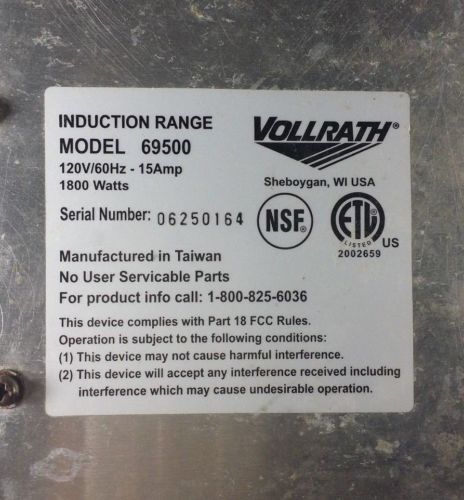 INDUCTION RANGE
MODEL 69500
120V/60Hz - 15Amp
1800 Watts
VOLLRATH®
Sheboygan, WI USA
Serial Number: 06250164
NSF®
ETL
LISTED
US
2002659
Manufactured in Taiwan
No User Servicable Parts
For product info call: 1-800-825-6036
This device complies with Part 18 FCC Rules.
Operation is subject to the following conditions:
(1) This device may not cause harmful interference.
(2) This device will accept any interference received including
interference which may cause undesirable operation.